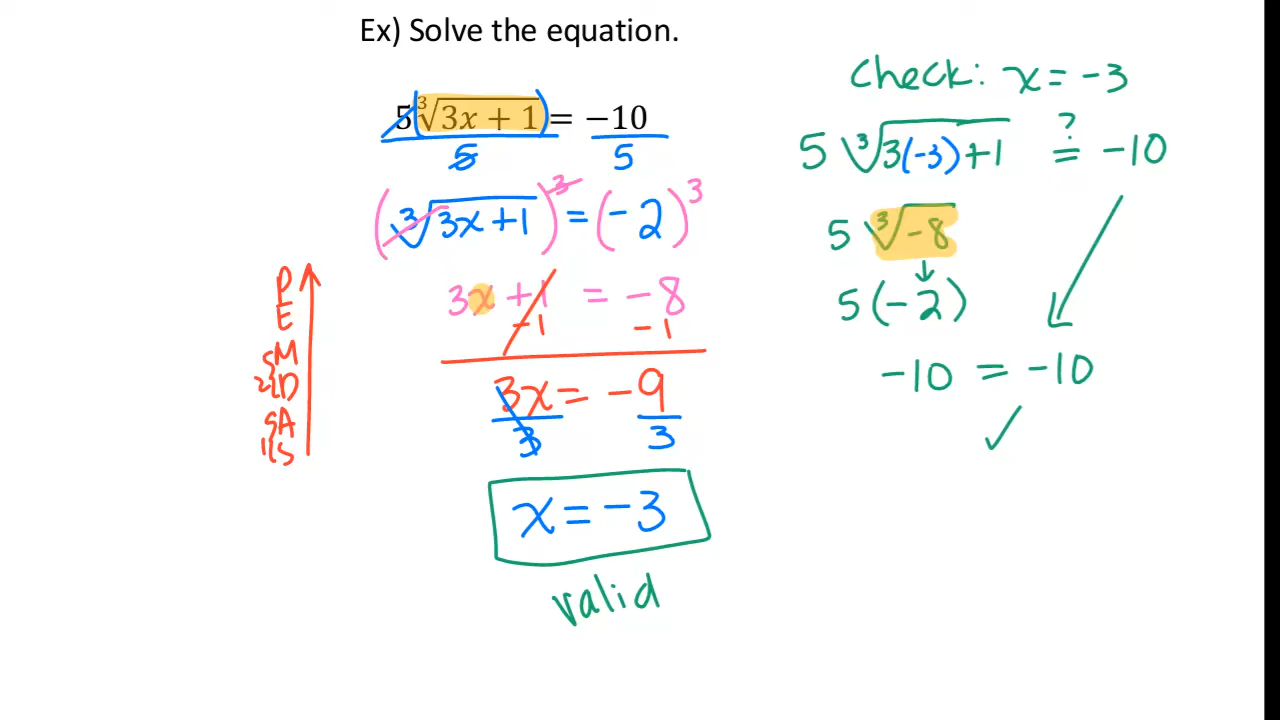 Ex) Solve the equation.
5(∛(3x + 1)) = −10
5 5
(∛(3x+1))³ = (−2)³
3x + 1 = −8
−1 −1
3x = −9
3 3
x = −3
valid
P
E
M
2 D
A
1 S
Check: x = −3
5 ∛(3(−3)+1) ≟ −10
5 ∛(−8)
5(−2)
−10 = −10
✓